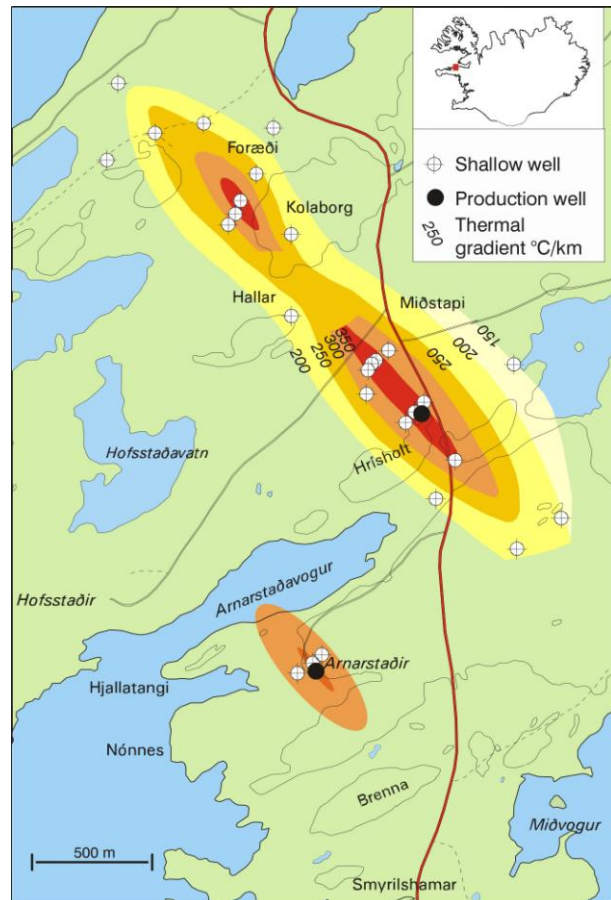 Shallow well
Production well
250
Thermal
gradient °C/km
Foræði
Kolaborg
Hallar
Miðstapi
200
250
300
350
250
200
150
Hrísholt
Hofsstaðavatn
Hofsstaðir
Arnarstaðavogur
Arnarstaðir
Hjallatangi
Nónnes
Brenna
Miðvogur
500 m
Smyrilshamar